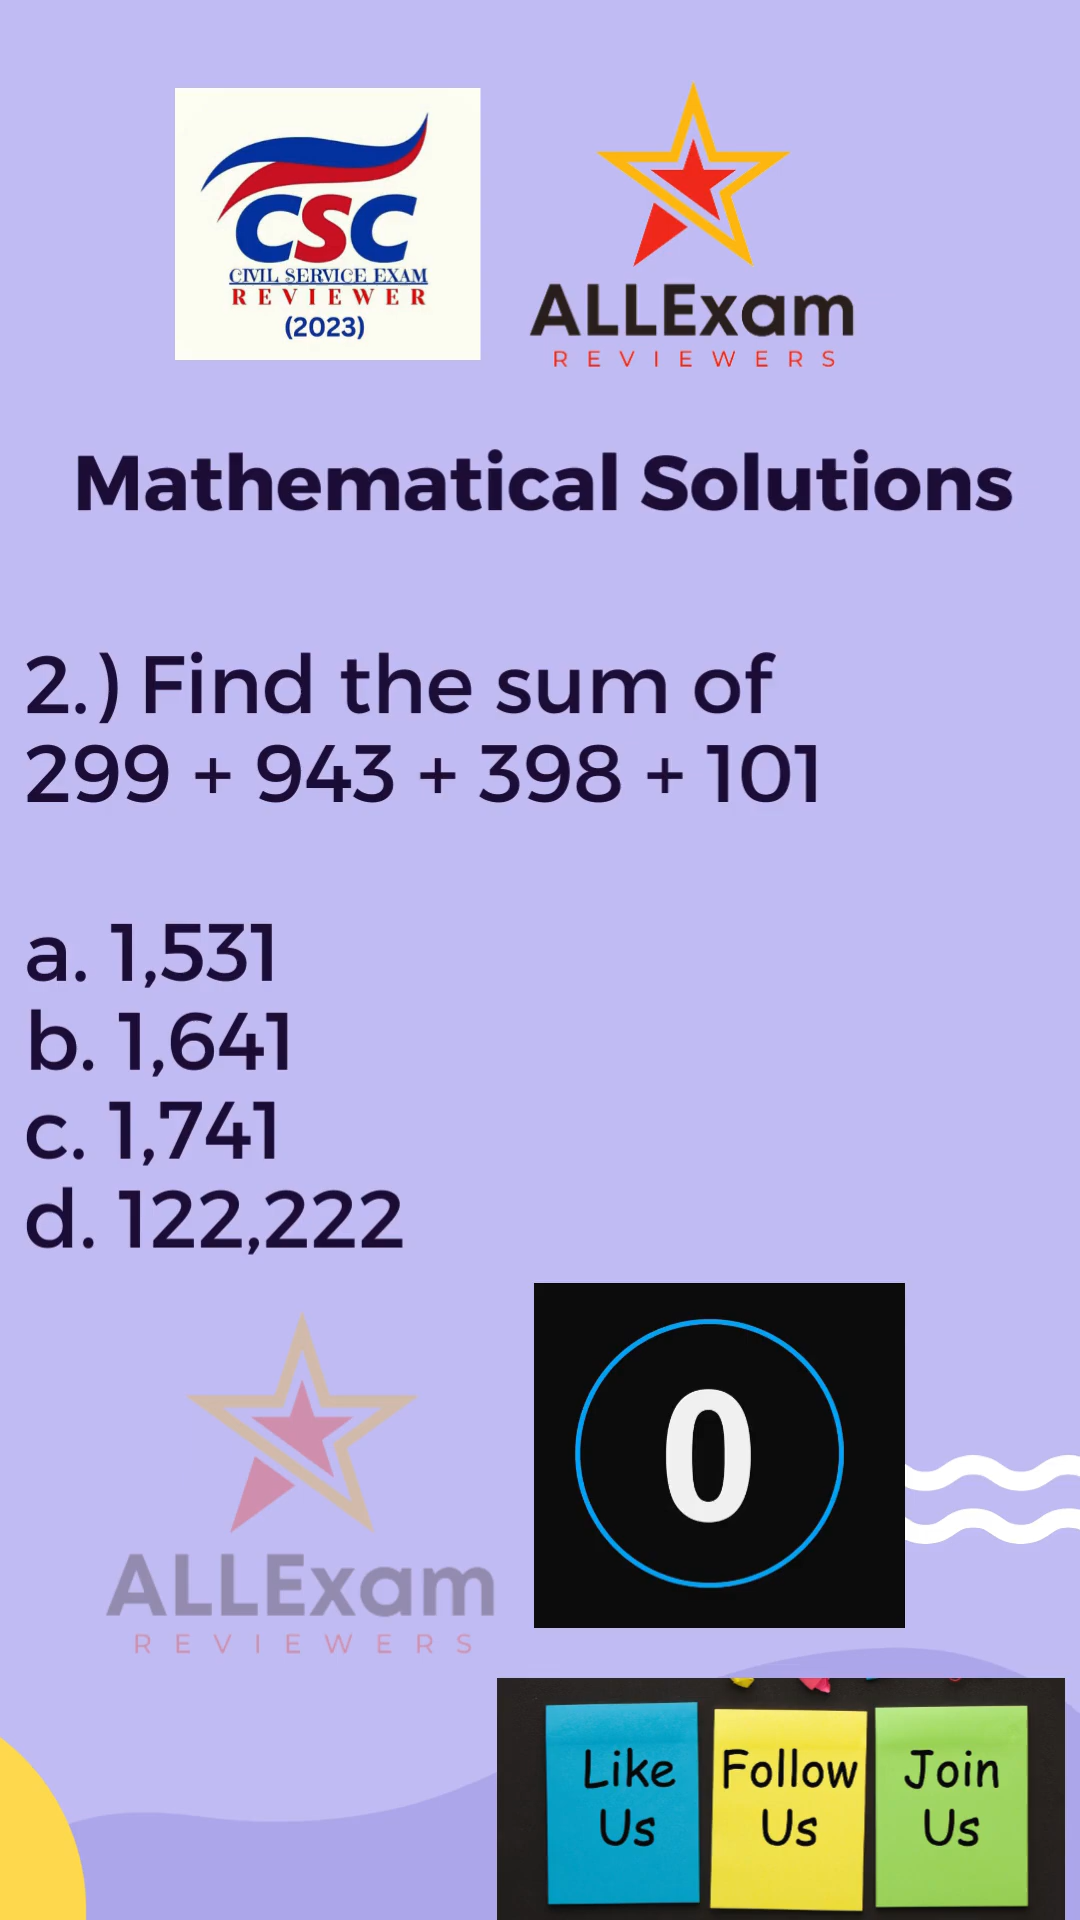 CSC
CIVIL SERVICE EXAM
REVIEWER
(2023)
ALLExam
REVIEWERS
Mathematical Solutions
2.) Find the sum of
299 + 943 + 398 + 101
a. 1,531
b. 1,641
c. 1,741
d. 122,222
0
ALLExam
REVIEWERS
Like
Us
Follow
Us
Join
Us